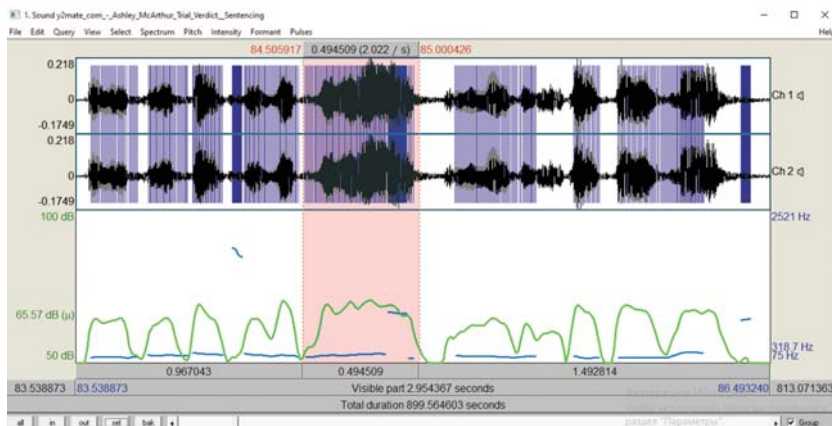 1. Sound y2mate_com_-_Ashley_McArthur_Trial_Verdict__Sentencing
File Edit Query View Select Spectrum Pitch Intensity Formant Pulses Help
84.505917 0.494509 (2.022 / s) 85.000426
0.218
0
-0.1749
Ch 1
0.218
0
-0.1749
Ch 2
100 dB
2521 Hz
65.57 dB (µ)
318.7 Hz
50 dB
75 Hz
0.967043 0.494509 1.492814
83.538873 83.538873 Visible part 2.954367 seconds 86.493240 813.071363
Total duration 899.564603 seconds
all in out sel bak Group
раздел "Параметры".